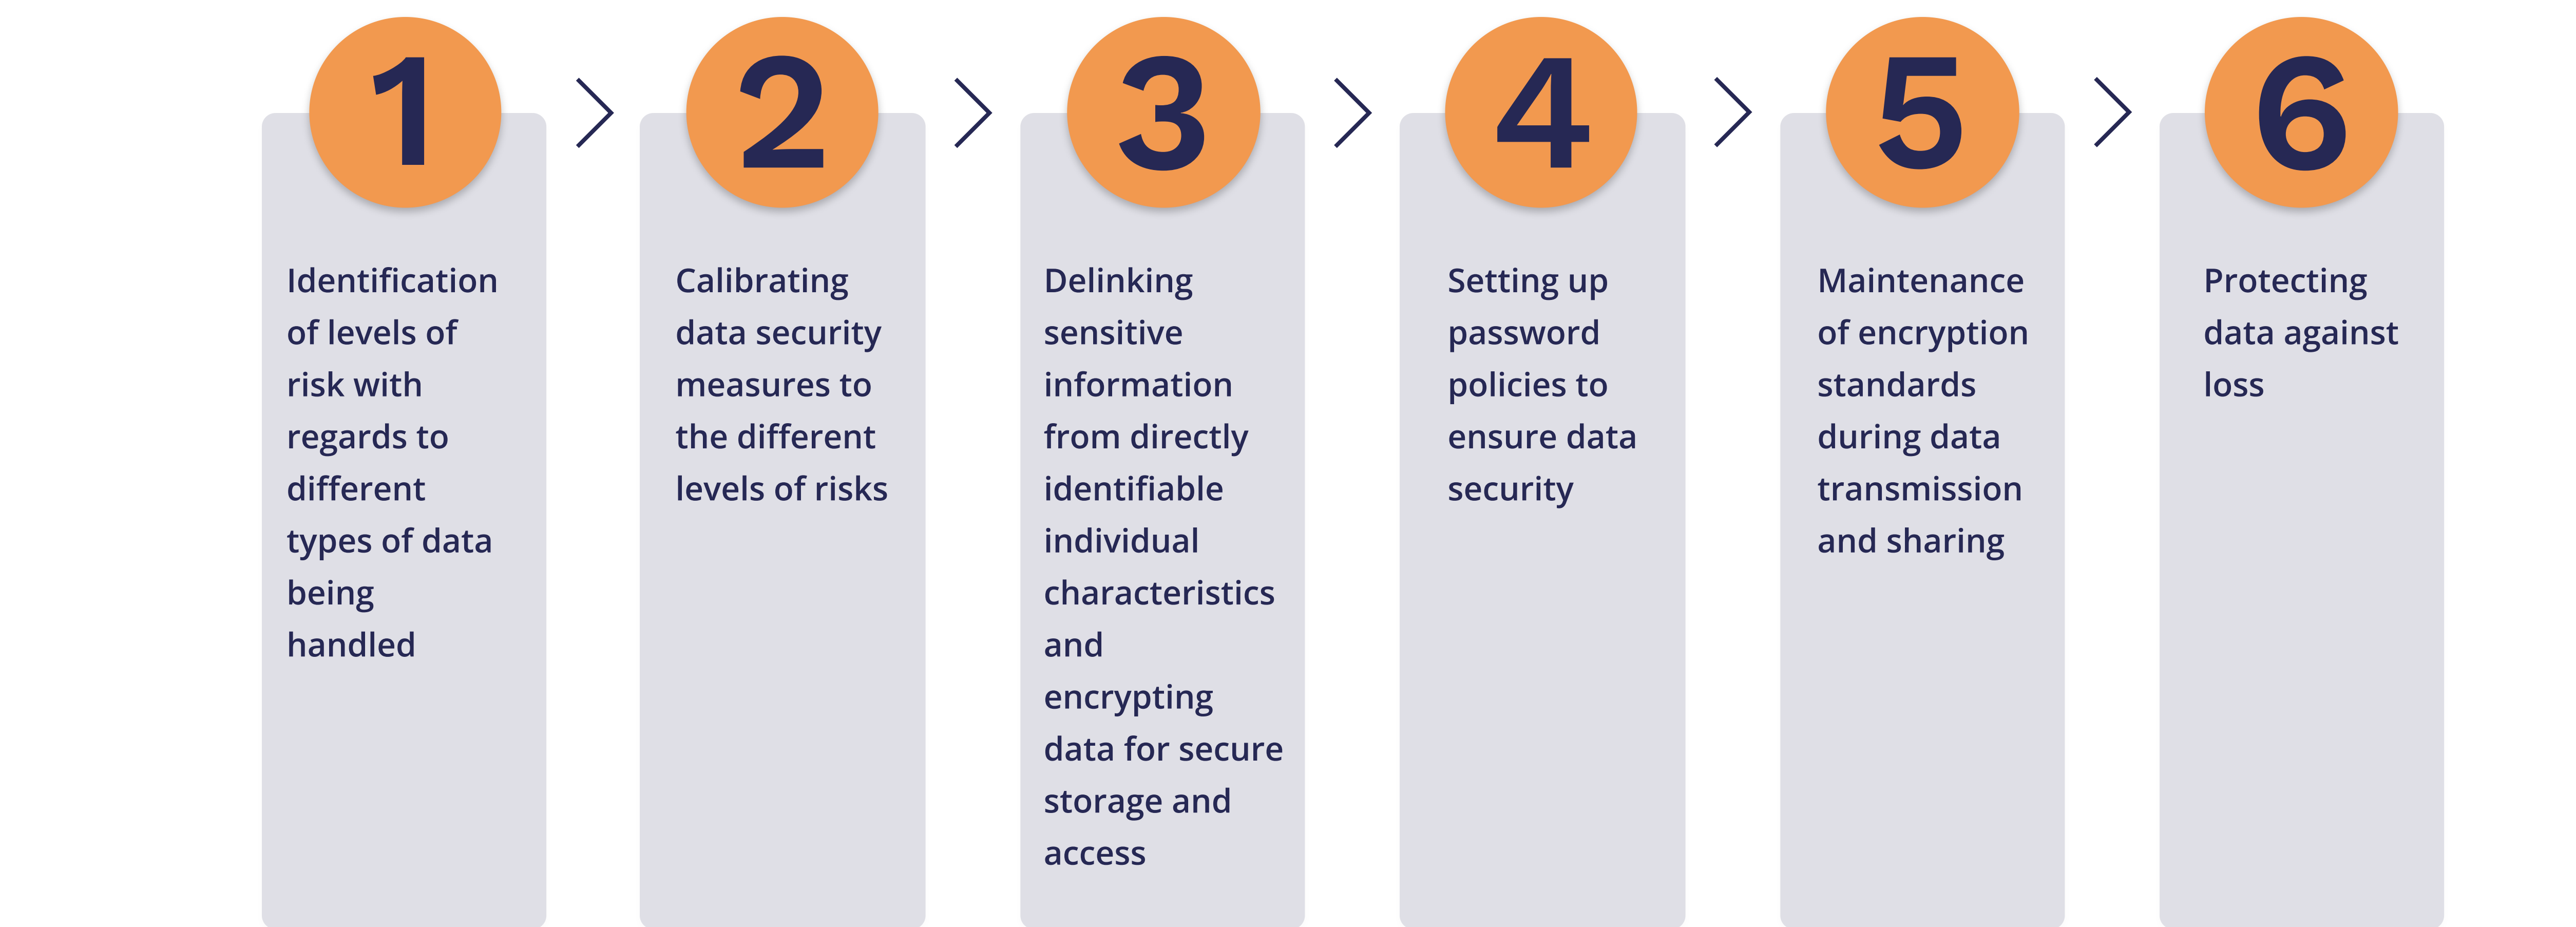 1
Identification
of levels of
risk with
regards to
different
types of data
being
handled
2
Calibrating
data security
measures to
the different
levels of risks
3
Delinking
sensitive
information
from directly
identifiable
individual
characteristics
and
encrypting
data for secure
storage and
access
4
Setting up
password
policies to
ensure data
security
5
Maintenance
of encryption
standards
during data
transmission
and sharing
6
Protecting
data against
loss